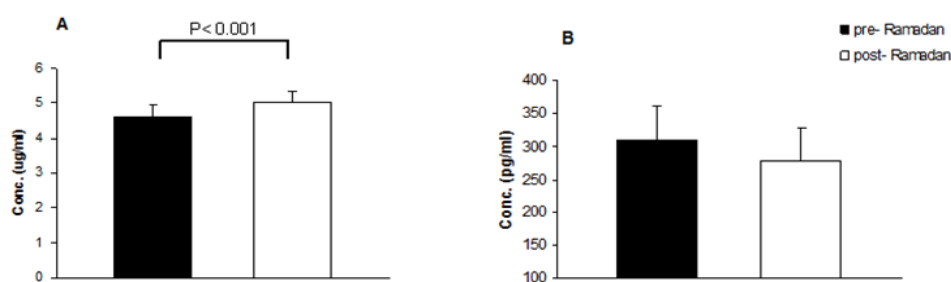 A
P< 0.001
6
5
4
3
2
1
0
Conc. (ug/ml)
B
pre- Ramadan
post- Ramadan
400
350
300
250
200
150
100
Conc. (pg/ml)